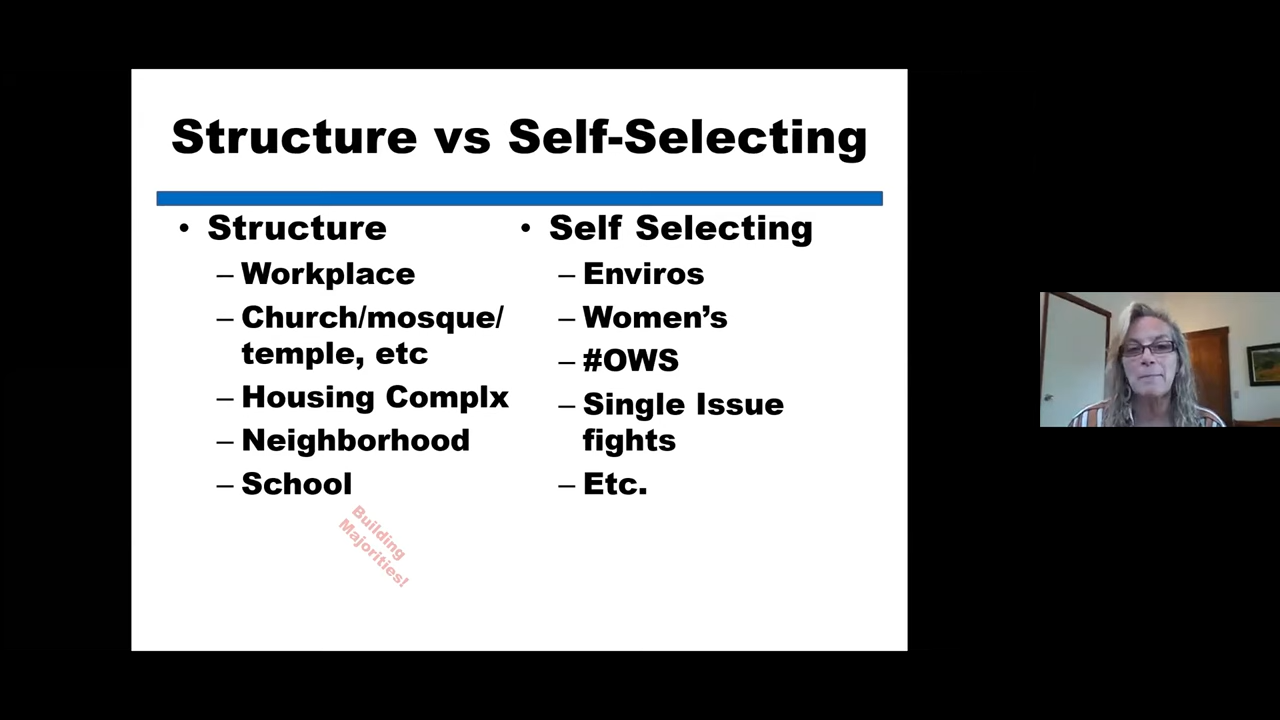 Structure vs Self-Selecting
• Structure
– Workplace
– Church/mosque/
temple, etc
– Housing Complx
– Neighborhood
– School
Building
Majorities!
• Self Selecting
– Enviros
– Women’s
– #OWS
– Single Issue
fights
– Etc.